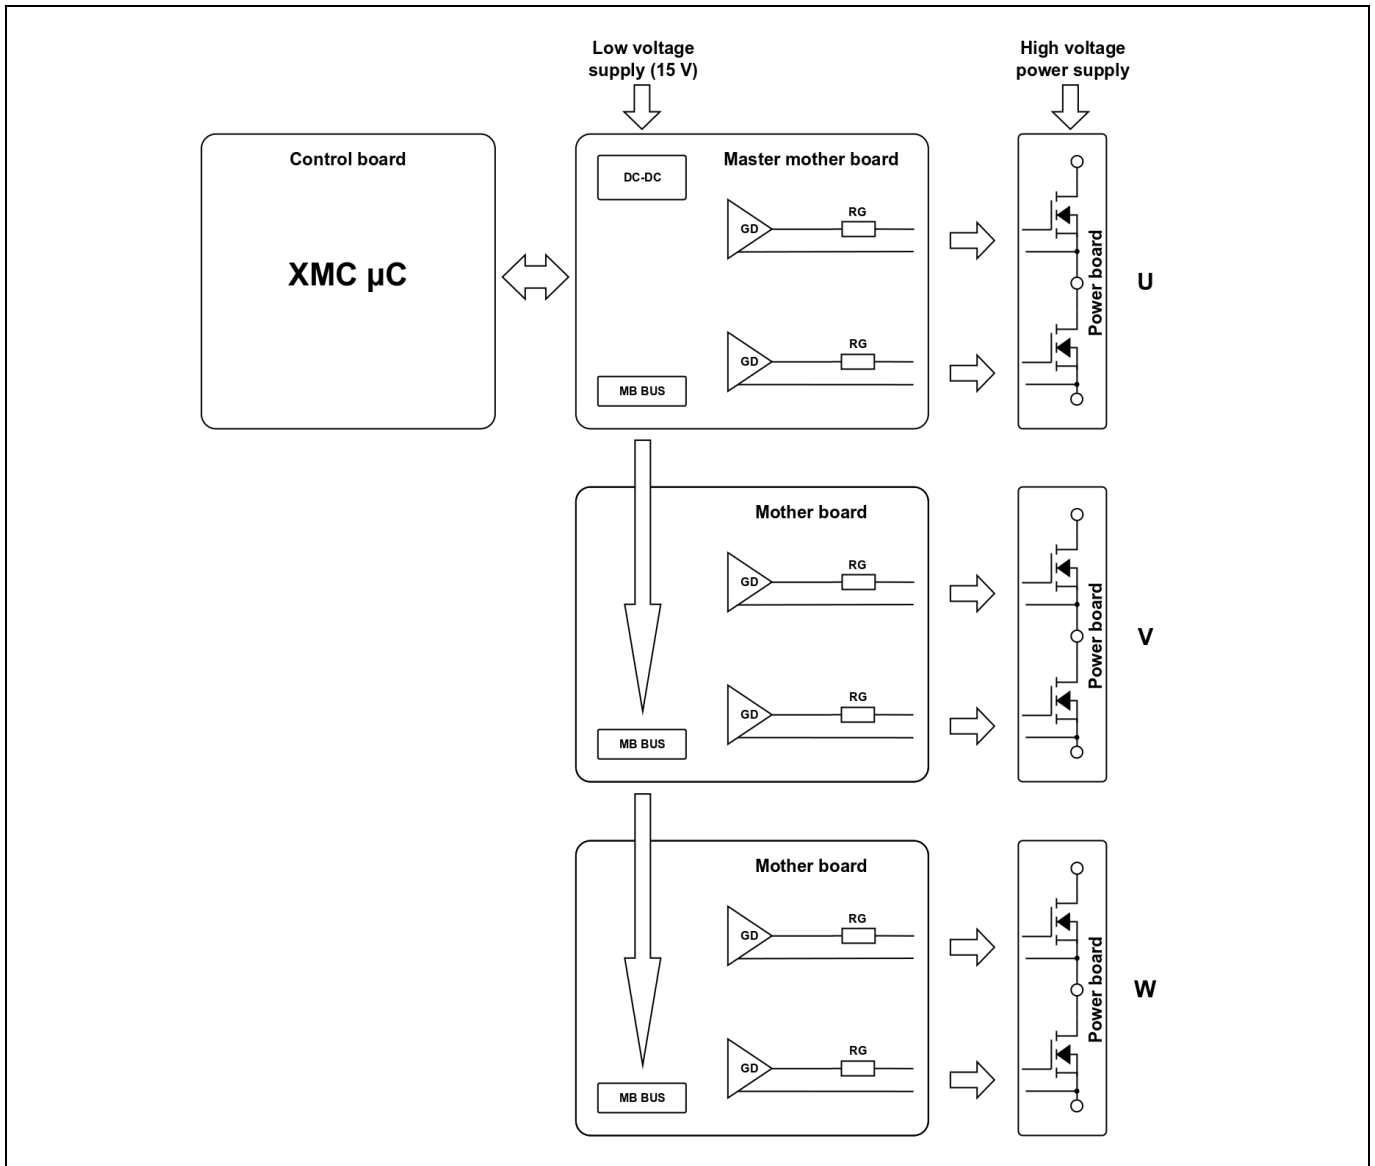 Low voltage
supply (15 V)
High voltage
power supply
Control board
XMC µC
Master mother board
DC-DC
GD
RG
GD
RG
MB BUS
Power board
U
Mother board
GD
RG
GD
RG
MB BUS
Power board
V
Mother board
GD
RG
GD
RG
MB BUS
Power board
W